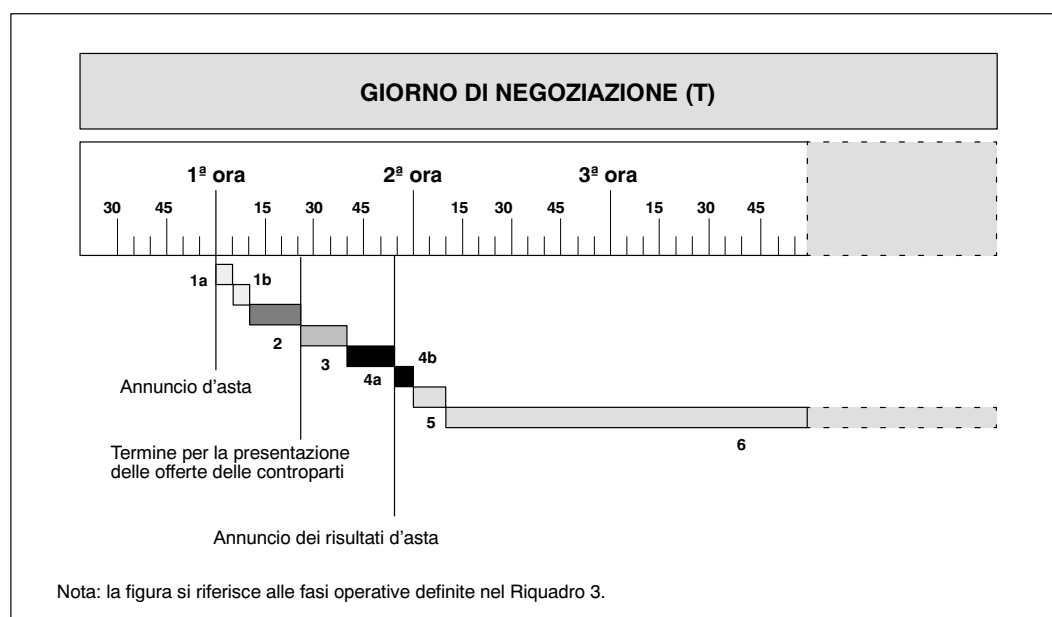 GIORNO DI NEGOZIAZIONE (T)
1ª ora 2ª ora 3ª ora
30 45 15 30 45 15 30 45 15 30 45
1a 1b
2
3
4a
4b
5
6
Annuncio d’asta
Termine per la presentazione
delle offerte delle controparti
Annuncio dei risultati d’asta
Nota: la figura si riferisce alle fasi operative definite nel Riquadro 3.